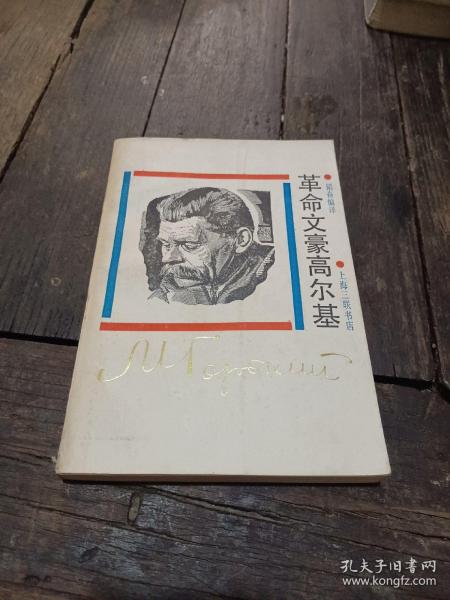 革命文豪高尔基
韬奋编译
上海三联书店
М Горький
孔夫子旧书网
www.kongfz.com